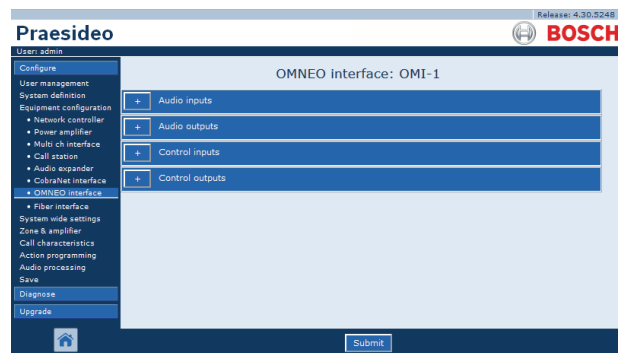 Release: 4.30.5248
Praesideo
BOSCH
User: admin
Configure
User management
System definition
Equipment configuration
• Network controller
• Power amplifier
• Multi ch interface
• Call station
• Audio expander
• CobraNet interface
• OMNEO interface
• Fiber interface
System wide settings
Zone & amplifier
Call characteristics
Action programming
Audio processing
Save
Diagnose
Upgrade
OMNEO interface: OMI-1
+ Audio inputs
+ Audio outputs
+ Control inputs
+ Control outputs
Submit